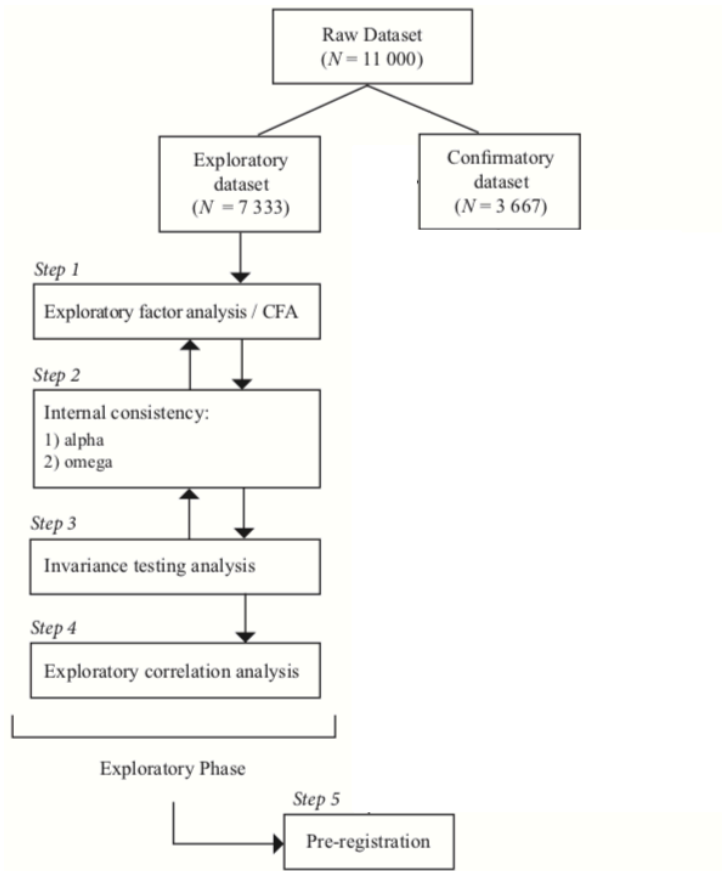 Raw Dataset
(N = 11 000)
Exploratory
dataset
(N = 7 333)
Confirmatory
dataset
(N = 3 667)
Step 1
Exploratory factor analysis / CFA
Step 2
Internal consistency:
1) alpha
2) omega
Step 3
Invariance testing analysis
Step 4
Exploratory correlation analysis
Exploratory Phase
Step 5
Pre-registration